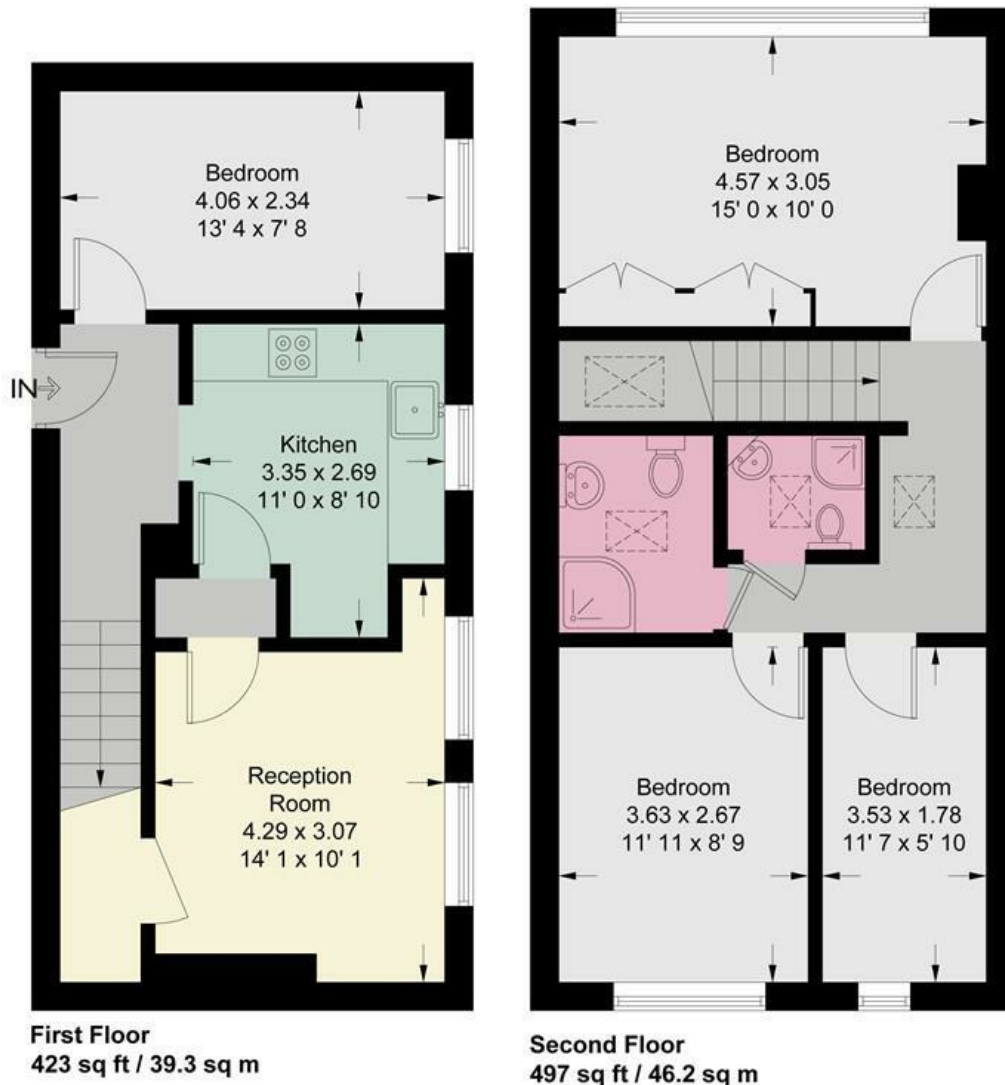 Bedroom
4.06 x 2.34
13' 4 x 7' 8
IN
Kitchen
3.35 x 2.69
11' 0 x 8' 10
Reception
Room
4.29 x 3.07
14' 1 x 10' 1
First Floor
423 sq ft / 39.3 sq m
Bedroom
4.57 x 3.05
15' 0 x 10' 0
Bedroom
3.63 x 2.67
11' 11 x 8' 9
Bedroom
3.53 x 1.78
11' 7 x 5' 10
Second Floor
497 sq ft / 46.2 sq m